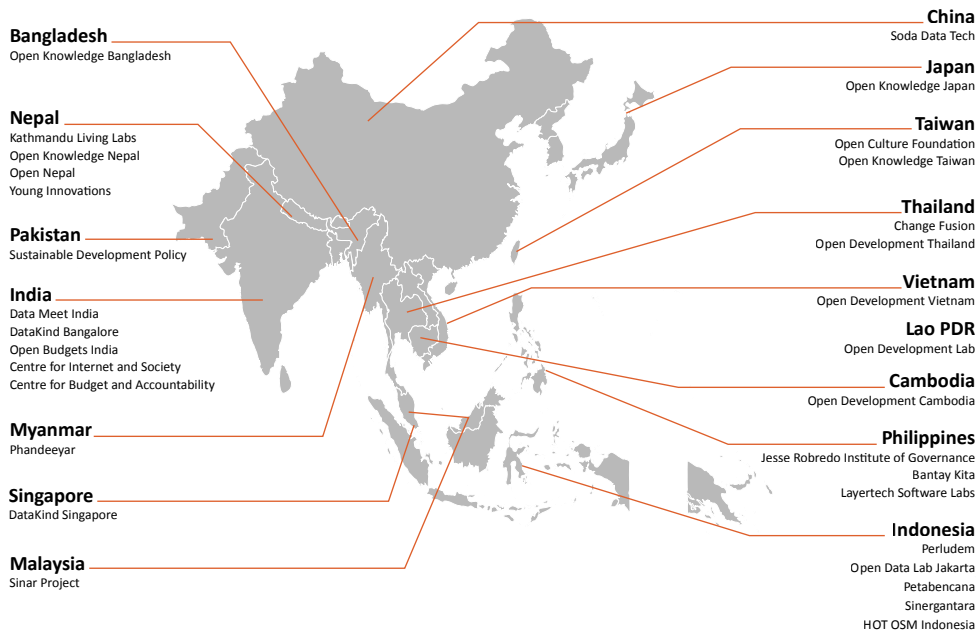 Bangladesh
Open Knowledge Bangladesh
Nepal
Kathmandu Living Labs
Open Knowledge Nepal
Open Nepal
Young Innovations
Pakistan
Sustainable Development Policy
India
Data Meet India
DataKind Bangalore
Open Budgets India
Centre for Internet and Society
Centre for Budget and Accountability
Myanmar
Phandeeyar
Singapore
DataKind Singapore
Malaysia
Sinar Project
China
Soda Data Tech
Japan
Open Knowledge Japan
Taiwan
Open Culture Foundation
Open Knowledge Taiwan
Thailand
Change Fusion
Open Development Thailand
Vietnam
Open Development Vietnam
Lao PDR
Open Development Lab
Cambodia
Open Development Cambodia
Philippines
Jesse Robredo Institute of Governance
Bantay Kita
Layertech Software Labs
Indonesia
Perludem
Open Data Lab Jakarta
Petabencana
Sinergantara
HOT OSM Indonesia